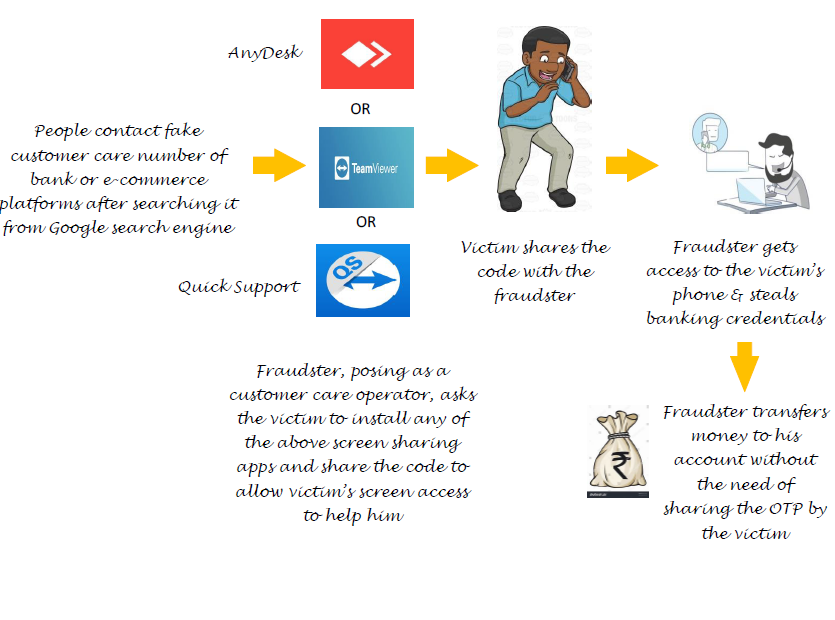 AnyDesk
OR
People contact fake
customer care number of
bank or e-commerce
platforms after searching it
from Google search engine
TeamViewer
OR
Quick Support
QS
Victim shares the
code with the
fraudster
Fraudster gets
access to the victim's
phone & steals
banking credentials
Fraudster, posing as a
customer care operator, asks
the victim to install any of
the above screen sharing
apps and share the code to
allow victim's screen access
to help him
₹
Fraudster transfers
money to his
account without
the need of
sharing the OTP by
the victim